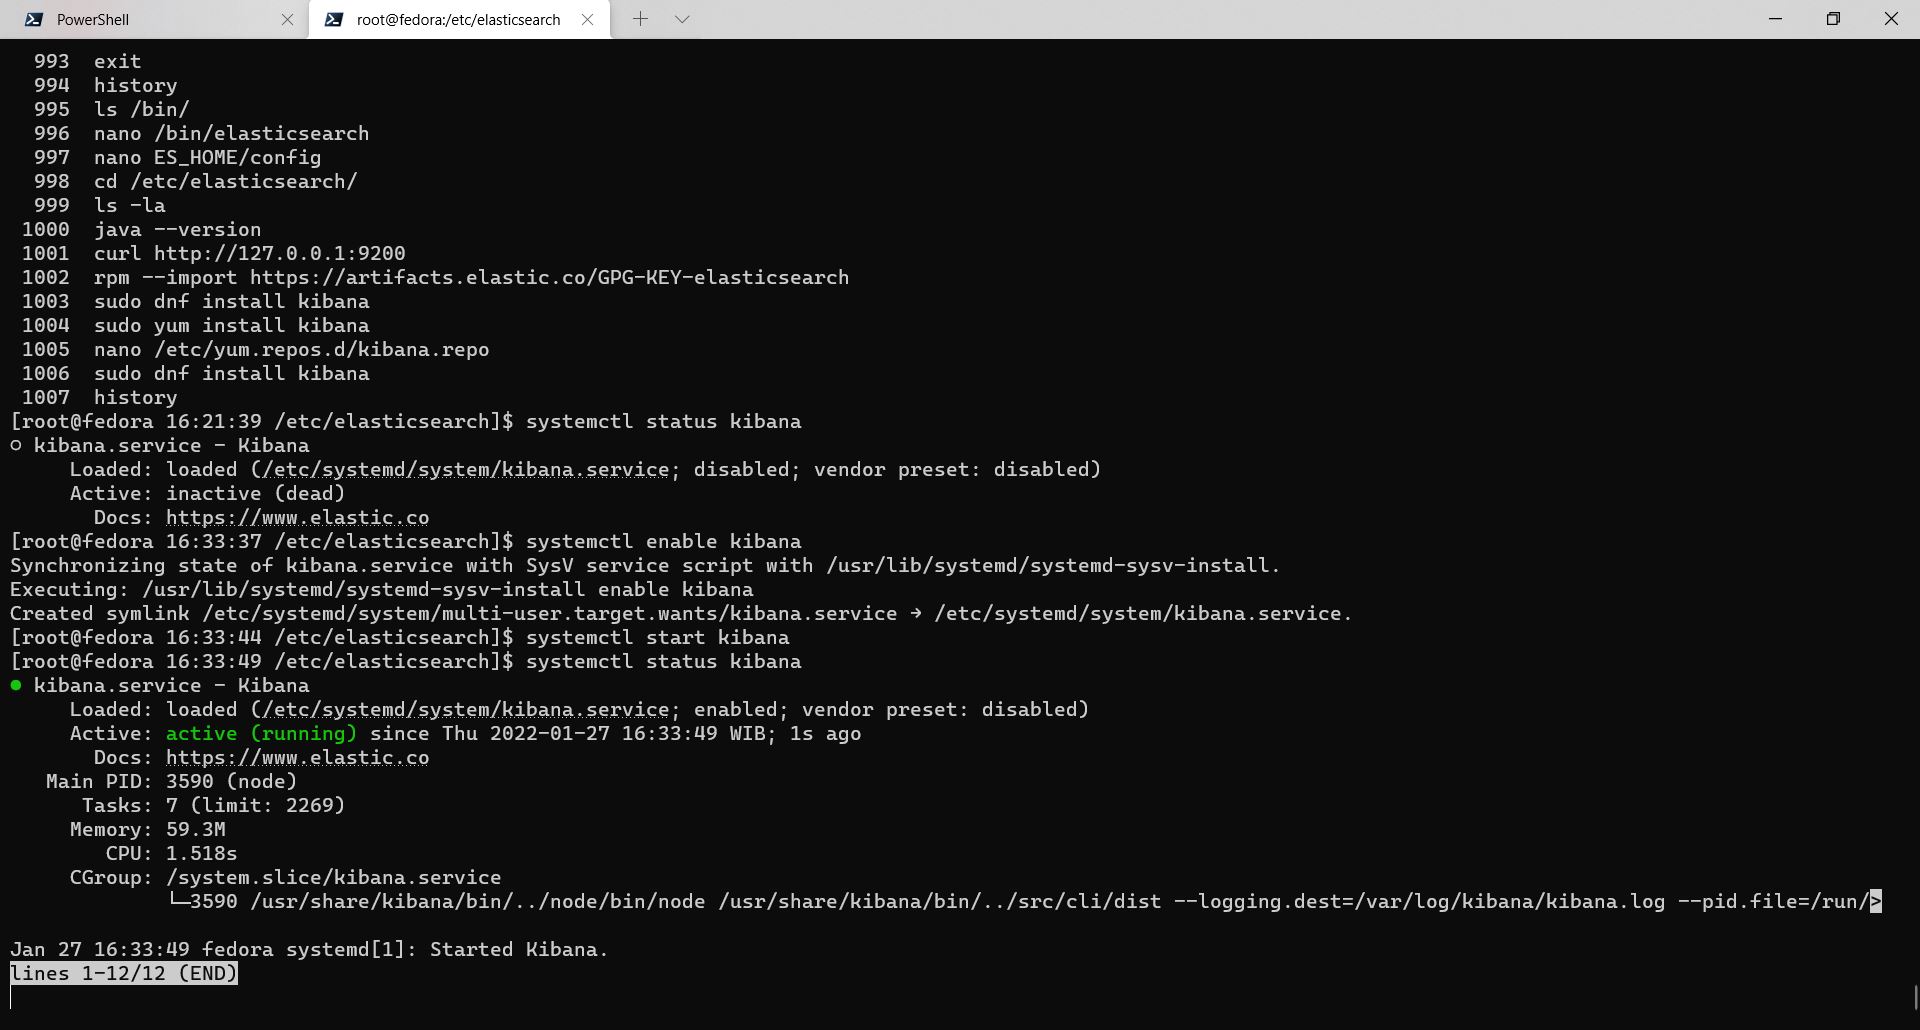 PowerShell
root@fedora:/etc/elasticsearch
993 exit
994 history
995 ls /bin/
996 nano /bin/elasticsearch
997 nano ES_HOME/config
998 cd /etc/elasticsearch/
999 ls -la
1000 java --version
1001 curl http://127.0.0.1:9200
1002 rpm --import https://artifacts.elastic.co/GPG-KEY-elasticsearch
1003 sudo dnf install kibana
1004 sudo yum install kibana
1005 nano /etc/yum.repos.d/kibana.repo
1006 sudo dnf install kibana
1007 history
[root@fedora 16:21:39 /etc/elasticsearch]$ systemctl status kibana
○ kibana.service - Kibana
Loaded: loaded (/etc/systemd/system/kibana.service; disabled; vendor preset: disabled)
Active: inactive (dead)
Docs: https://www.elastic.co
[root@fedora 16:33:37 /etc/elasticsearch]$ systemctl enable kibana
Synchronizing state of kibana.service with SysV service script with /usr/lib/systemd/systemd-sysv-install.
Executing: /usr/lib/systemd/systemd-sysv-install enable kibana
Created symlink /etc/systemd/system/multi-user.target.wants/kibana.service → /etc/systemd/system/kibana.service.
[root@fedora 16:33:44 /etc/elasticsearch]$ systemctl start kibana
[root@fedora 16:33:49 /etc/elasticsearch]$ systemctl status kibana
● kibana.service - Kibana
Loaded: loaded (/etc/systemd/system/kibana.service; enabled; vendor preset: disabled)
Active: active (running) since Thu 2022-01-27 16:33:49 WIB; 1s ago
Docs: https://www.elastic.co
Main PID: 3590 (node)
Tasks: 7 (limit: 2269)
Memory: 59.3M
CPU: 1.518s
CGroup: /system.slice/kibana.service
└─3590 /usr/share/kibana/bin/../node/bin/node /usr/share/kibana/bin/../src/cli/dist --logging.dest=/var/log/kibana/kibana.log --pid.file=/run/>
Jan 27 16:33:49 fedora systemd[1]: Started Kibana.
lines 1-12/12 (END)